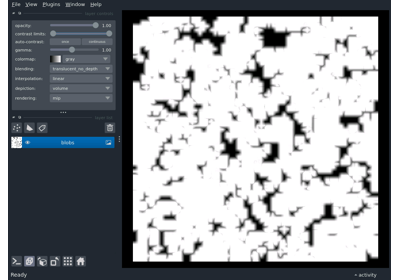 File View Plugins Window Help
opacity: 1.00
contrast limits:
auto-contrast: once continuous
gamma: 1.00
colormap: gray
blending: translucent_no_depth
interpolation: linear
depiction: volume
rendering: mip
blobs
Ready
activity